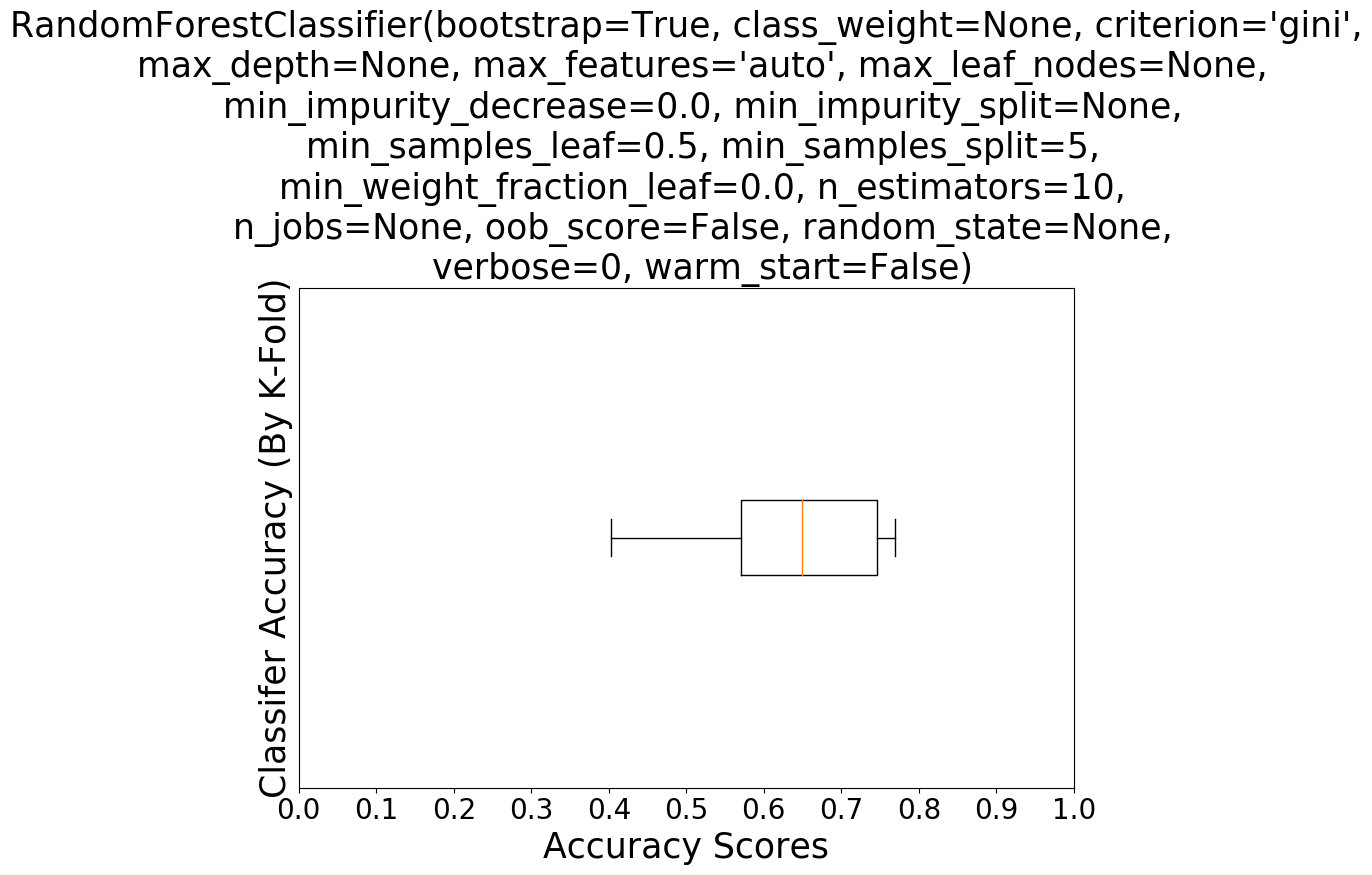 RandomForestClassifier(bootstrap=True, class_weight=None, criterion='gini',
max_depth=None, max_features='auto', max_leaf_nodes=None,
min_impurity_decrease=0.0, min_impurity_split=None,
min_samples_leaf=0.5, min_samples_split=5,
min_weight_fraction_leaf=0.0, n_estimators=10,
n_jobs=None, oob_score=False, random_state=None,
verbose=0, warm_start=False)
Classifer Accuracy (By K-Fold)
0.0 0.1 0.2 0.3 0.4 0.5 0.6 0.7 0.8 0.9 1.0
Accuracy Scores